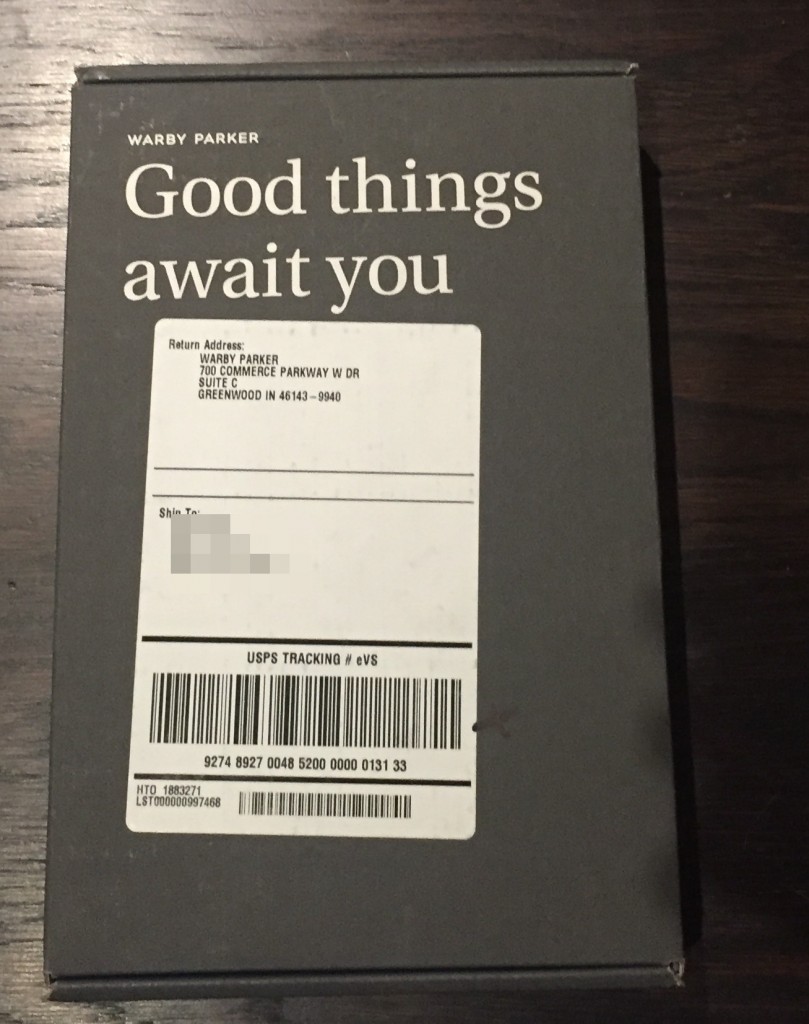 WARBY PARKER
Good things
await you
Return Address:
WARBY PARKER
700 COMMERCE PARKWAY W DR
SUITE C
GREENWOOD IN 46143-9940
Ship To:
USPS TRACKING # eVS
9274 8927 0048 5200 0000 0131 33
HTO 1883271
LST000000997468